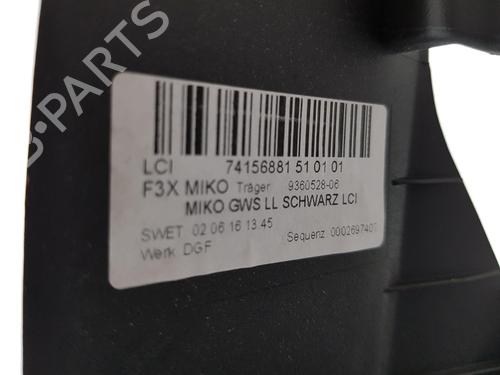 B-PARTS
LCI 74156881 51 01 01
F3X MIKO Träger 9360528-06
MIKO GWS LL SCHWARZ LCI
SWET 02 06 16 13 45 Sequenz 0002697407
Werk DGF